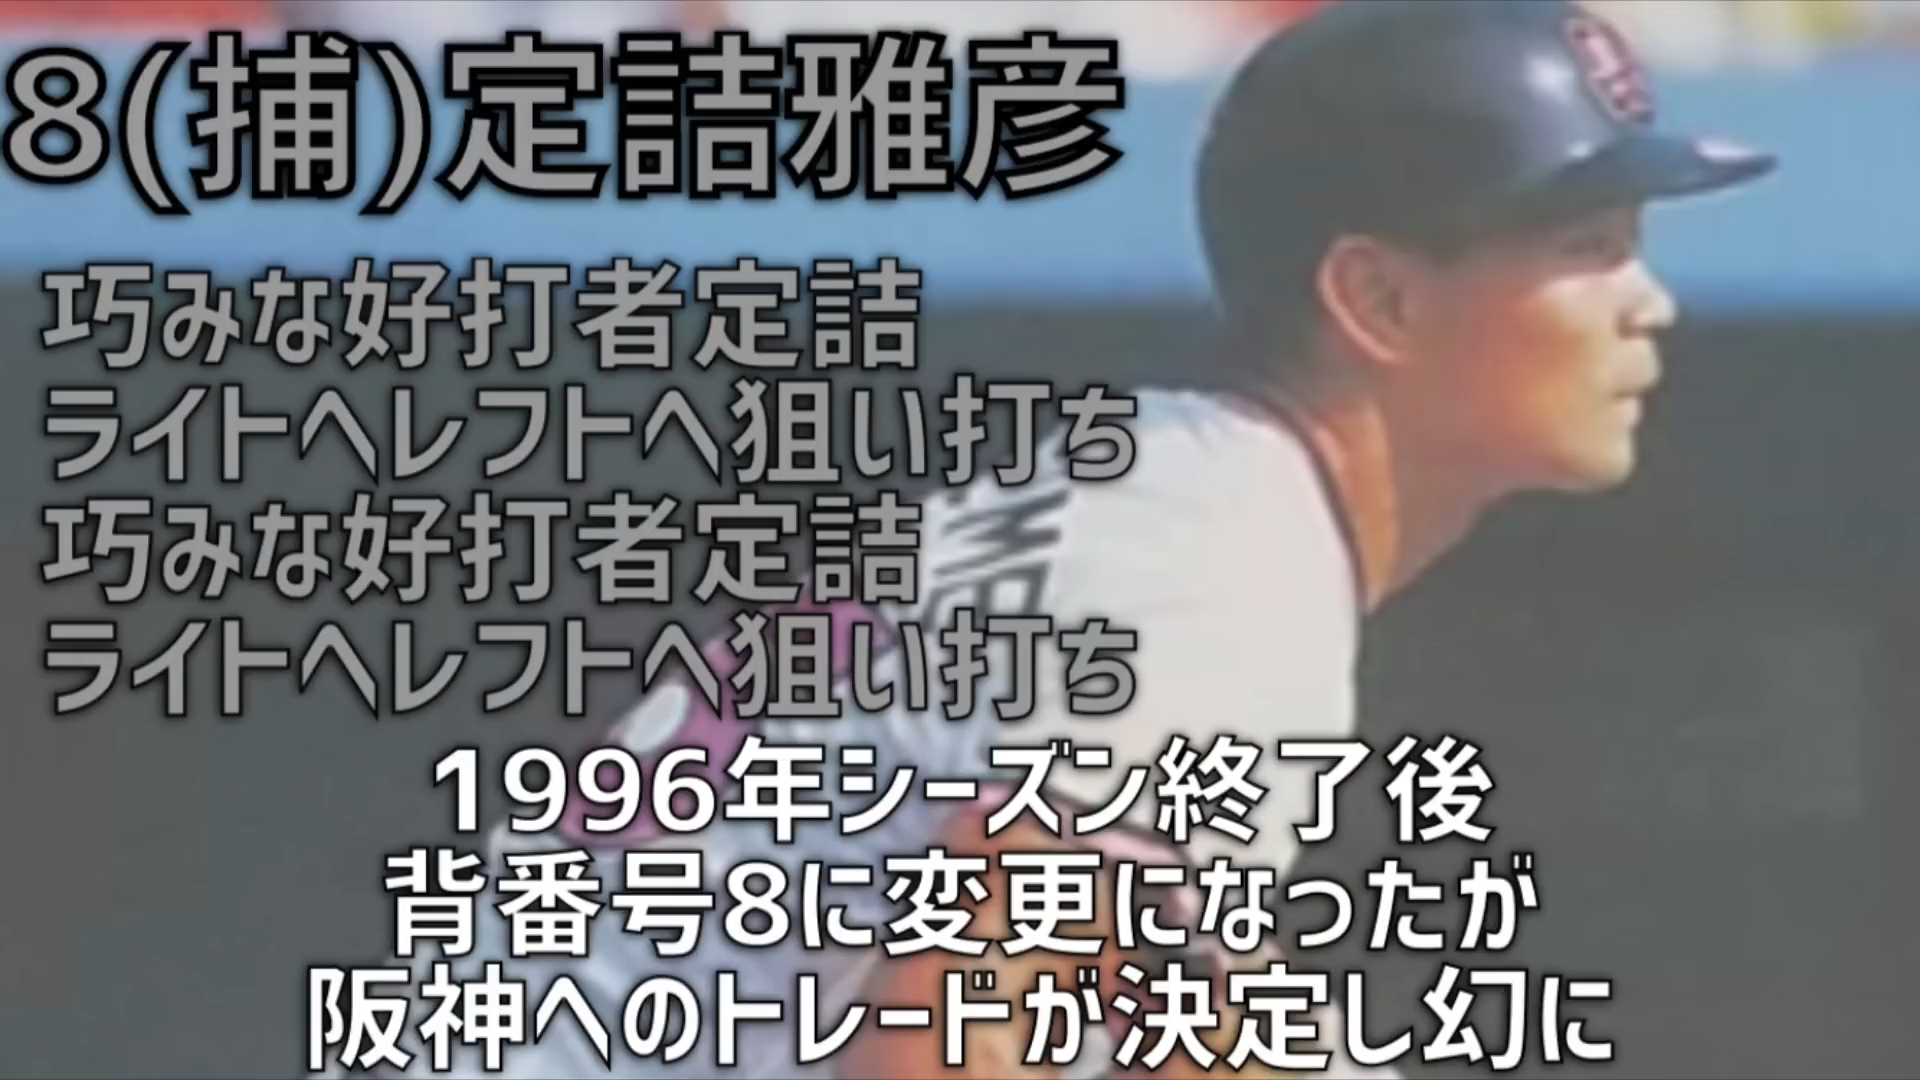 8(捕)定詰雅彦
巧みな好打者定詰
ライトへレフトへ狙い打ち
巧みな好打者定詰
ライトへレフトへ狙い打ち
1996年シーズン終了後
背番号8に変更になったが
阪神へのトレードが決定し幻に